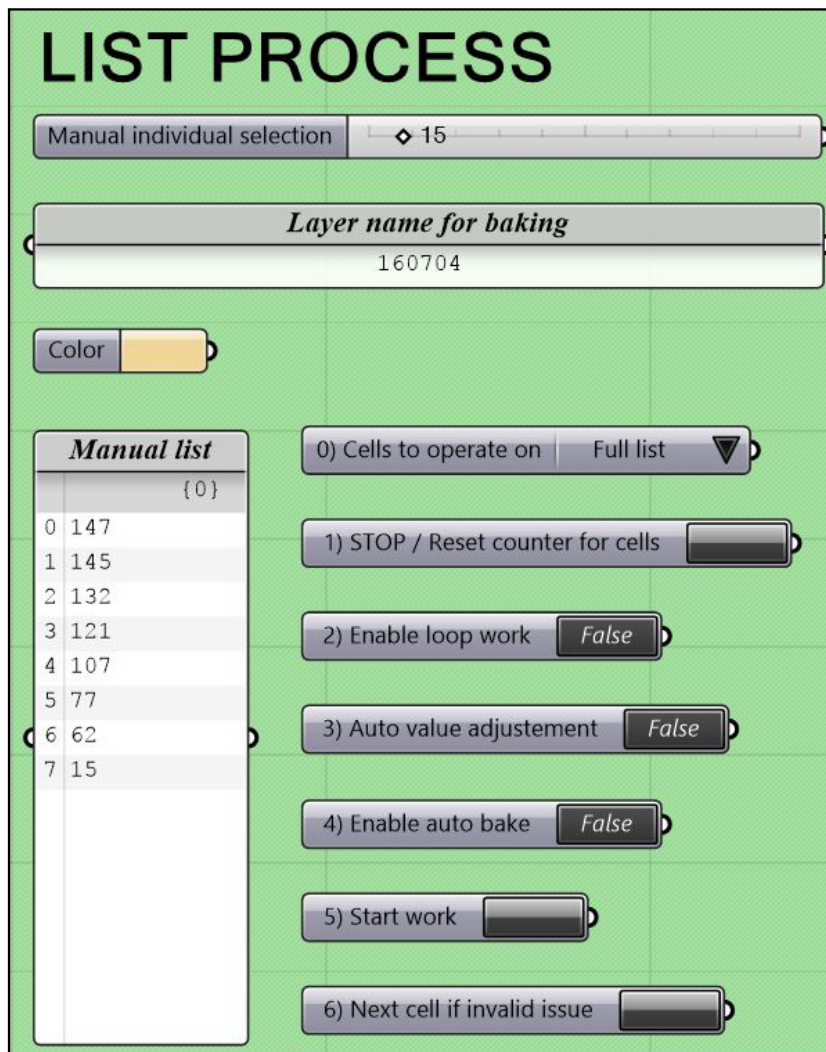 LIST PROCESS
Manual individual selection 15
Layer name for baking
160704
Color
Manual list
{0}
0 147
1 145
2 132
3 121
4 107
5 77
6 62
7 15
0) Cells to operate on Full list
1) STOP / Reset counter for cells
2) Enable loop work False
3) Auto value adjustement False
4) Enable auto bake False
5) Start work
6) Next cell if invalid issue